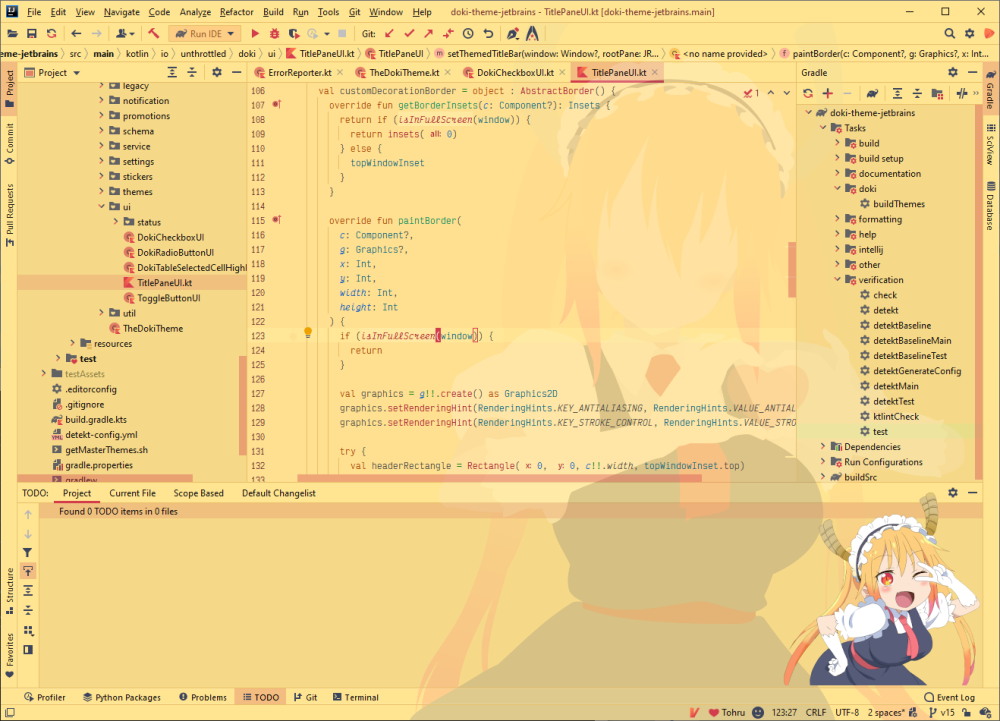 File Edit View Navigate Code Analyze Refactor Build Run Tools Git Window Help doki-theme-jetbrains - TitlePaneUI.kt [doki-theme-jetbrains.main]
Run IDE Git:
me-jetbrains src main kotlin io unthrottled doki ui TitlePaneUI.kt TitlePaneUI setThemedTitleBar(window: Window?, rootPane: JR... <no name provided> paintBorder(c: Component?, g: Graphics?, x: Int...
Project
Commit
Pull Requests
Structure
Favorites
Project
legacy
notification
promotions
schema
service
settings
stickers
themes
ui
status
DokiCheckboxUI
DokiRadioButtonUI
DokiTableSelectedCellHighl
TitlePaneUI.kt
ToggleButtonUI
util
TheDokiTheme
resources
test
testAssets
.editorconfig
.gitignore
build.gradle.kts
detekt-config.yml
getMasterThemes.sh
gradle.properties
gradlew
ErrorReporter.kt TheDokiTheme.kt DokiCheckboxUI.kt TitlePaneUI.kt
1
106 val customDecorationBorder = object : AbstractBorder() {
107 override fun getBorderInsets(c: Component?): Insets {
108 return if (isInFullScreen(window)) {
109 return insets( all: 0)
110 } else {
111 topWindowInset
112 }
113 }
114
115 override fun paintBorder(
116 c: Component?,
117 g: Graphics?,
118 x: Int,
119 y: Int,
120 width: Int,
121 height: Int
122 ) {
123 if (isInFullScreen(window)) {
124 return
125 }
126
127 val graphics = g!!.create() as Graphics2D
128 graphics.setRenderingHint(RenderingHints.KEY_ANTIALIASING, RenderingHints.VALUE_ANTIAL
129 graphics.setRenderingHint(RenderingHints.KEY_STROKE_CONTROL, RenderingHints.VALUE_STRO
130
131 try {
132 val headerRectangle = Rectangle( x: 0, y: 0, c!!.width, topWindowInset.top)
133
Gradle
doki-theme-jetbrains
Tasks
build
build setup
documentation
doki
buildThemes
formatting
help
intellij
other
verification
check
detekt
detektBaseline
detektBaselineMain
detektBaselineTest
detektGenerateConfig
detektMain
detektTest
ktlintCheck
test
Dependencies
Run Configurations
buildSrc
Gradle
SciView
Database
TODO: Project Current File Scope Based Default Changelist
Found 0 TODO items in 0 files
Profiler Python Packages Problems TODO Git Terminal Event Log
Tohru 123:27 CRLF UTF-8 2 spaces* v15